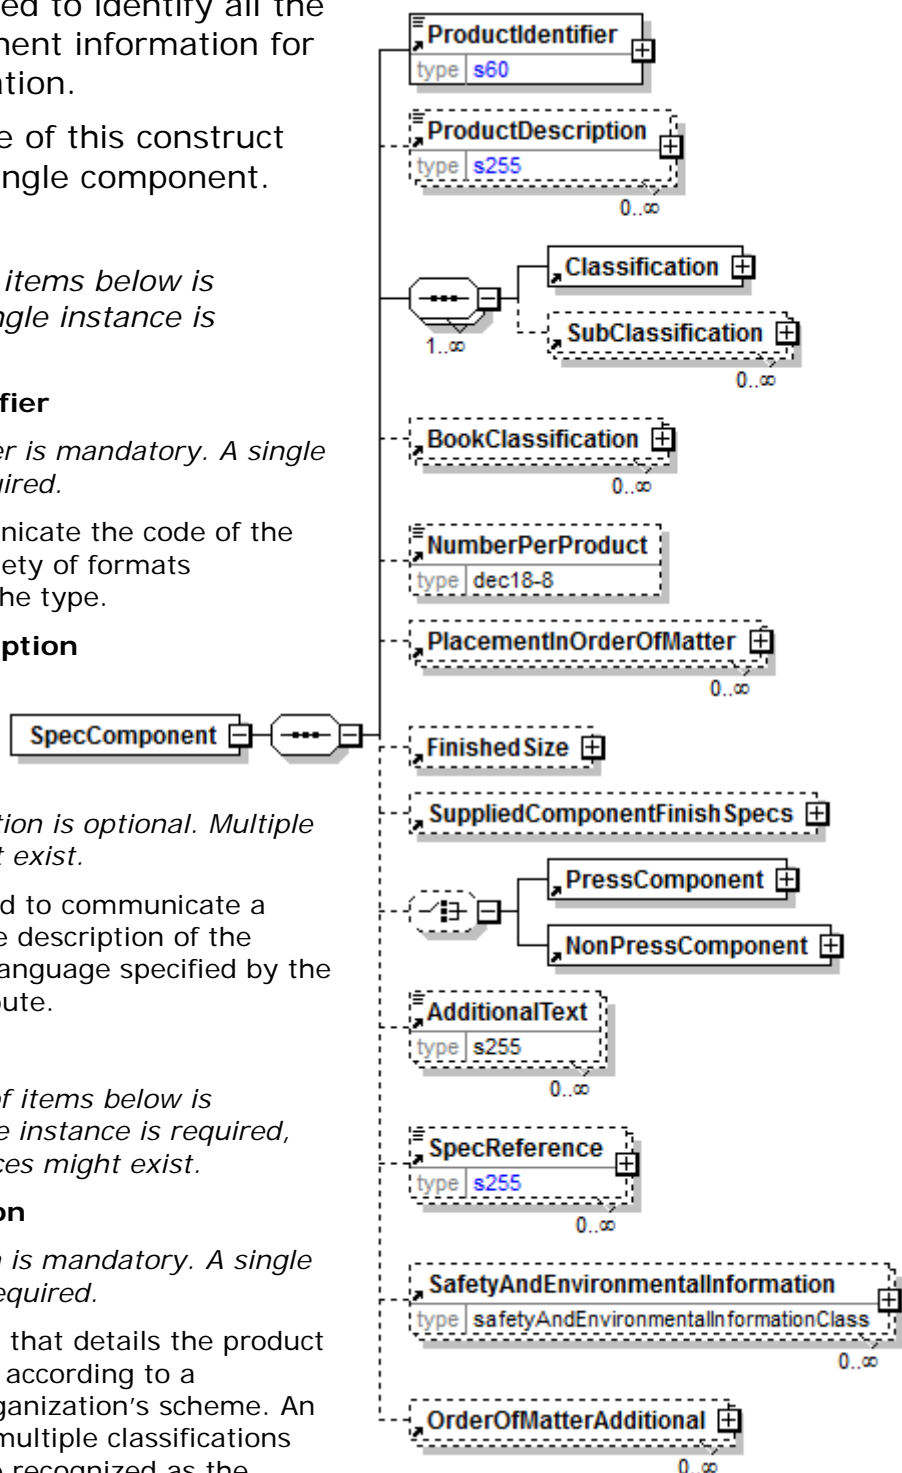 ed to identify all the
nent information for
ation.
e of this construct
ngle component.
items below is
ngle instance is
fier
er is mandatory. A single
uired.
nicate the code of the
ety of formats
he type.
ption
tion is optional. Multiple
t exist.
d to communicate a
e description of the
anguage specified by the
oute.
of items below is
e instance is required,
ces might exist.
on
n is mandatory. A single
equired.
that details the product
according to a
ganization's scheme. An
multiple classifications
recognized as the
SpecComponent
ProductIdentifier
type s60
ProductDescription
type s255
0..∞
1..∞
Classification
SubClassification
0..∞
BookClassification
0..∞
NumberPerProduct
type dec18-8
PlacementInOrderOfMatter
0..∞
FinishedSize
SuppliedComponentFinishSpecs
PressComponent
NonPressComponent
AdditionalText
type s255
0..∞
SpecReference
type s255
0..∞
SafetyAndEnvironmentalInformation
type safetyAndEnvironmentalInformationClass
0..∞
OrderOfMatterAdditional
0..∞